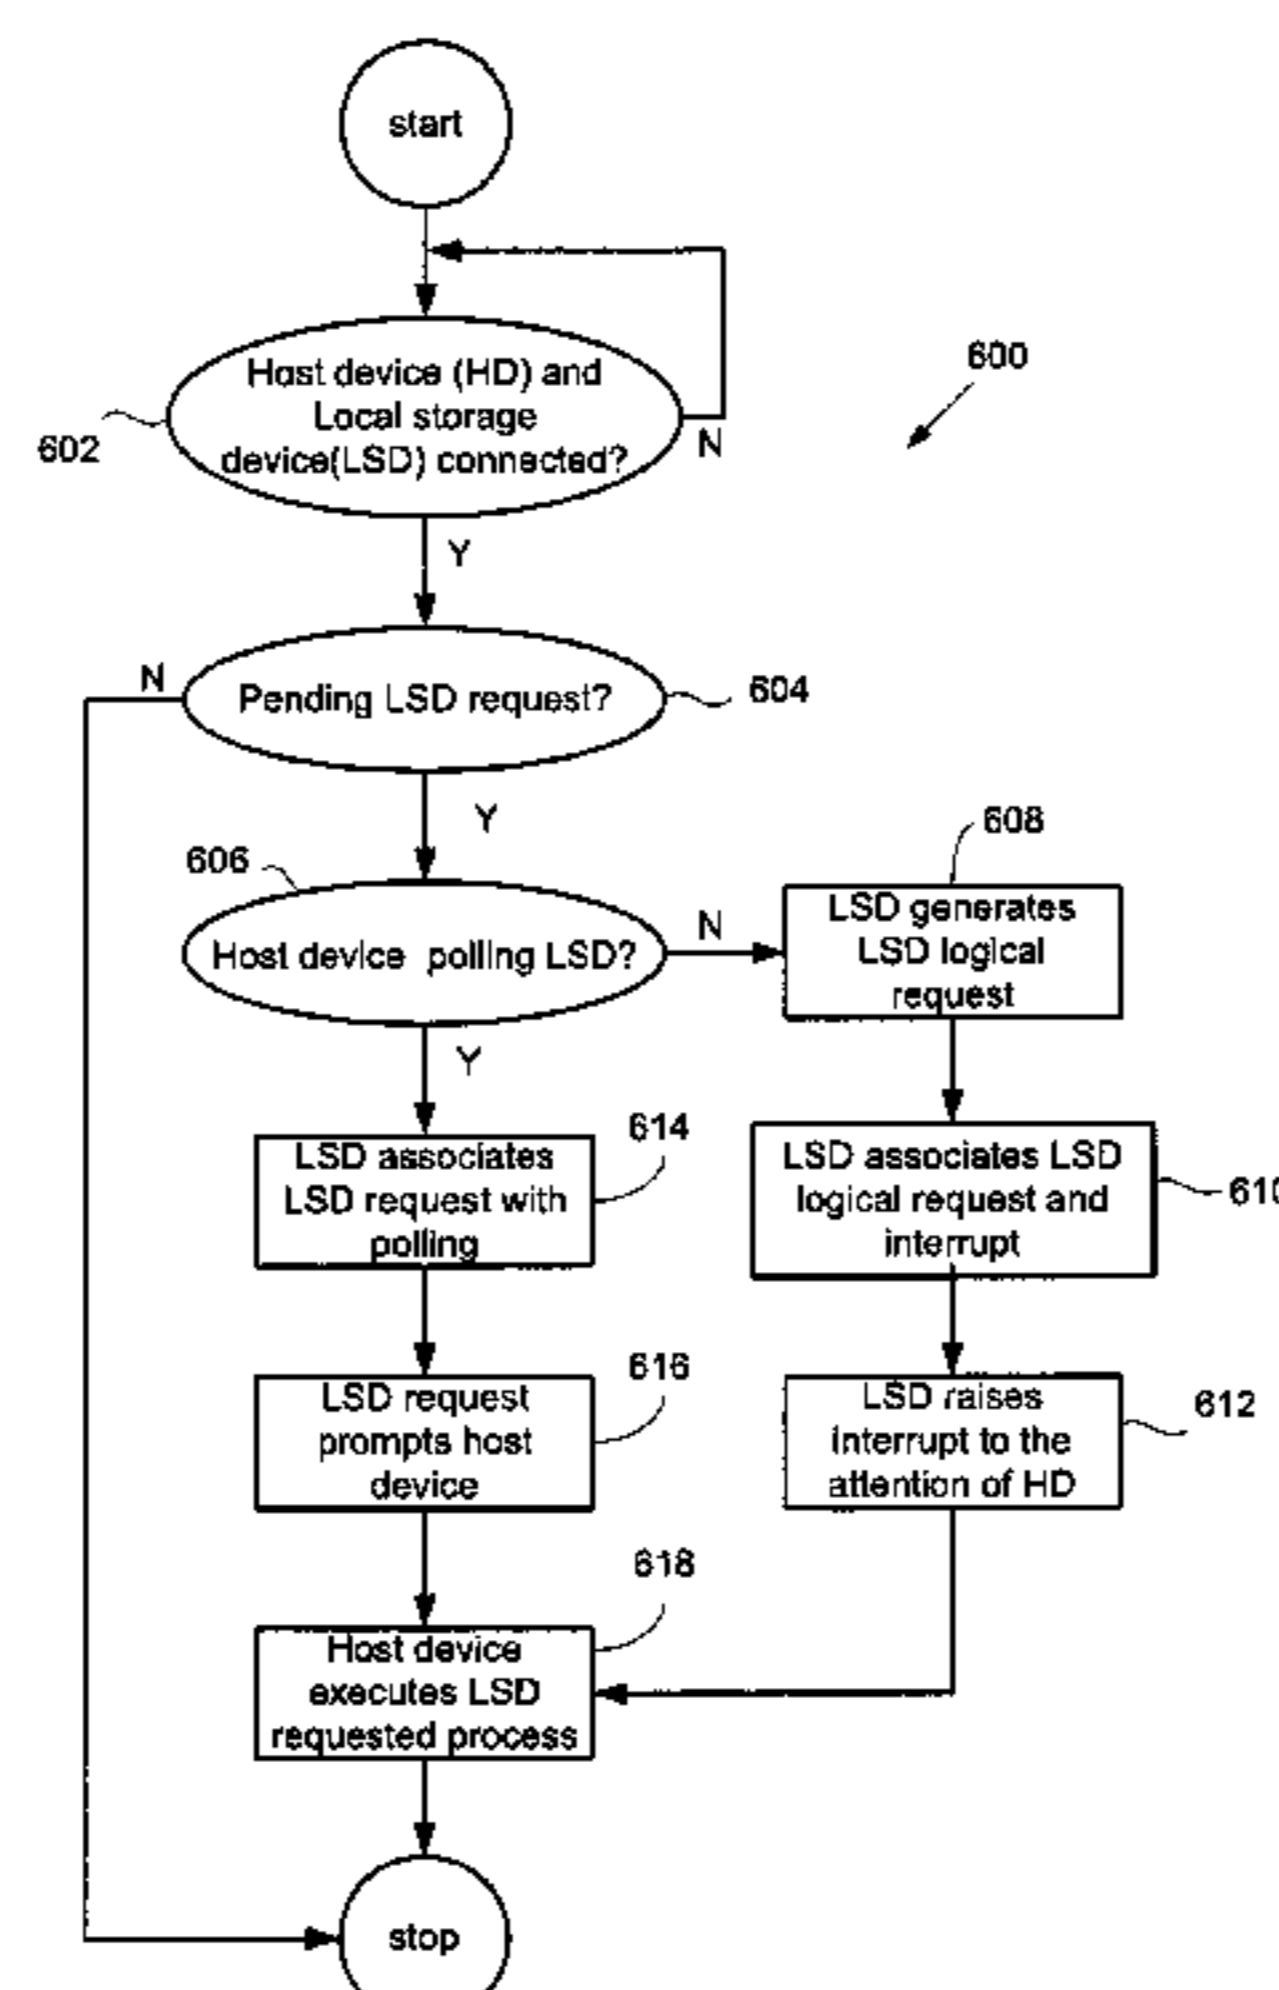 start
Host device (HD) and
Local storage
device(LSD) connected?
602
N
600
Y
N
Pending LSD request?
604
Y
606
Host device polling LSD?
N
608
LSD generates
LSD logical
request
Y
614
LSD associates
LSD request with
polling
LSD associates LSD
logical request and
interrupt
610
616
LSD request
prompts host
device
LSD raises
interrupt to the
attention of HD
612
618
Host device
executes LSD
requested process
stop